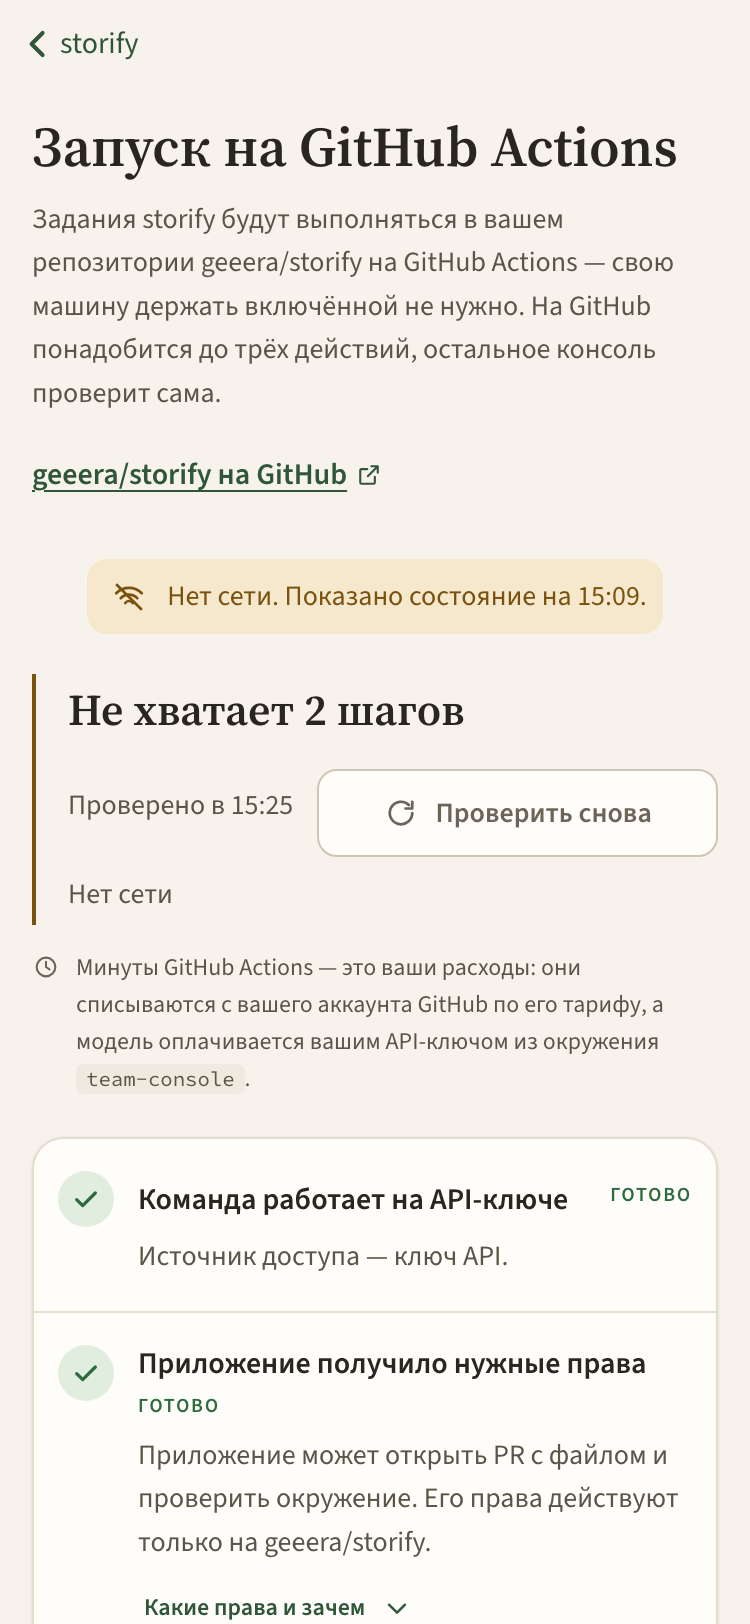 storify
Запуск на GitHub Actions
Задания storify будут выполняться в вашем
репозитории geeera/storify на GitHub Actions — свою
машину держать включённой не нужно. На GitHub
понадобится до трёх действий, остальное консоль
проверит сама.
geeera/storify на GitHub
Нет сети. Показано состояние на 15:09.
Не хватает 2 шагов
Проверено в 15:25
Проверить снова
Нет сети
Минуты GitHub Actions — это ваши расходы: они
списываются с вашего аккаунта GitHub по его тарифу, а
модель оплачивается вашим API-ключом из окружения
team-console .
Команда работает на API-ключе
ГОТОВО
Источник доступа — ключ API.
Приложение получило нужные права
ГОТОВО
Приложение может открыть PR с файлом и
проверить окружение. Его права действуют
только на geeera/storify.
Какие права и зачем